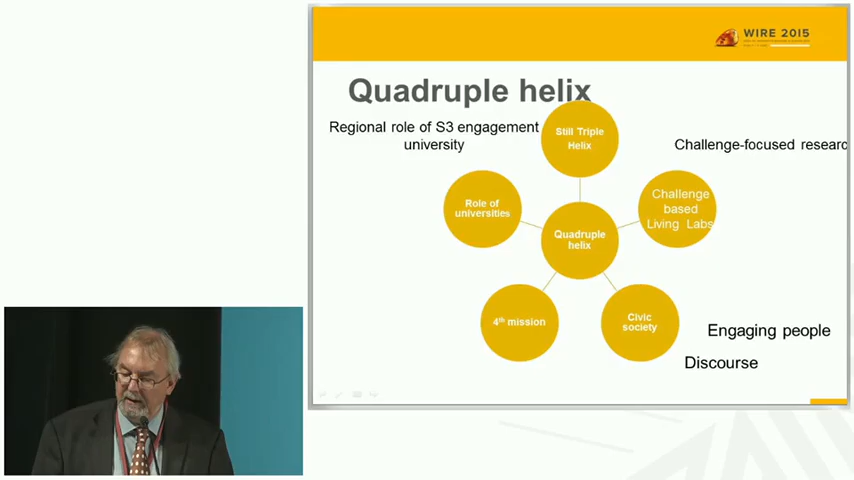 WIRE 2015
Quadruple helix
Regional role of S3 engagement
university
Still Triple
Helix
Challenge-focused researc
Role of
universities
Challenge
based
Living Labs
Quadruple
helix
4th mission
Civic
society
Engaging people
Discourse